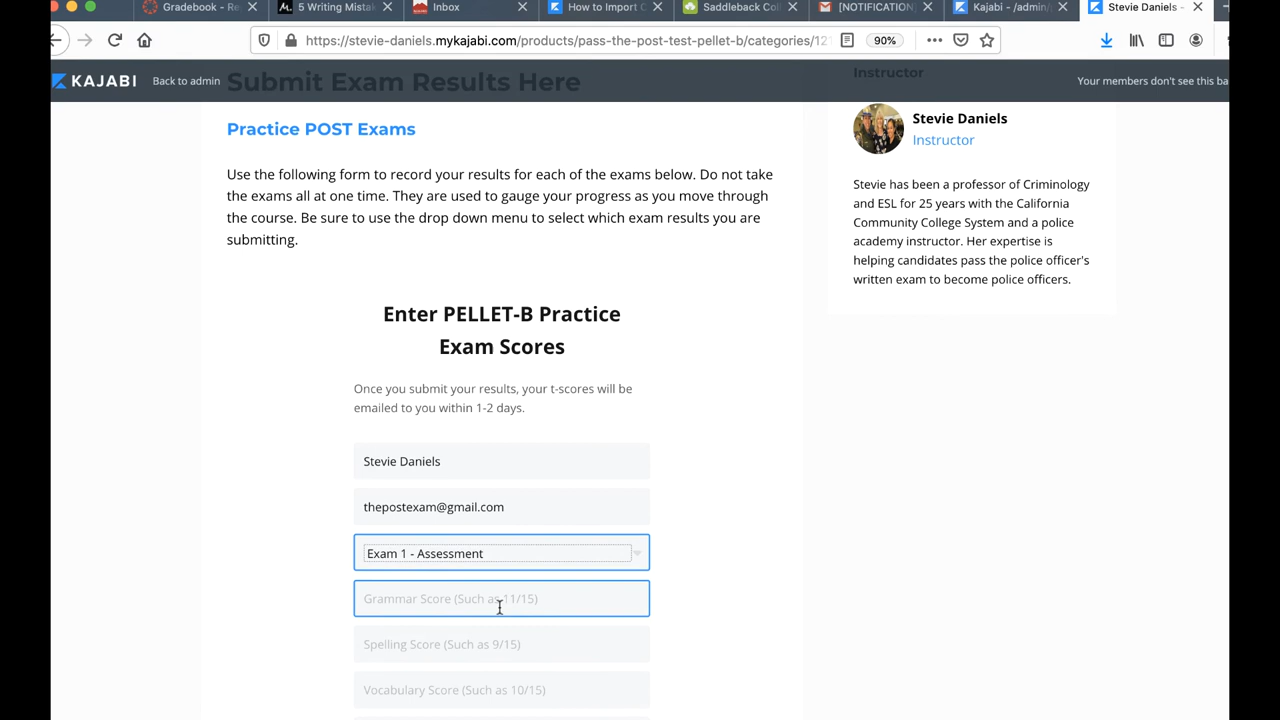 Gradebook - Re
5 Writing Mistak
Inbox
How to Import C
Saddleback Col
[NOTIFICATION
Kajabi - /admin/
Stevie Daniels -
https://stevie-daniels.mykajabi.com/products/pass-the-post-test-pellet-b/categories/121
90%
KAJABI
Back to admin
Your members don't see this ba
Submit Exam Results Here
Practice POST Exams
Use the following form to record your results for each of the exams below. Do not take
the exams all at one time. They are used to gauge your progress as you move through
the course. Be sure to use the drop down menu to select which exam results you are
submitting.
Enter PELLET-B Practice
Exam Scores
Once you submit your results, your t-scores will be
emailed to you within 1-2 days.
Stevie Daniels
thepostexam@gmail.com
Exam 1 - Assessment
Grammar Score (Such as 11/15)
Spelling Score (Such as 9/15)
Vocabulary Score (Such as 10/15)
Instructor
Stevie Daniels
Instructor
Stevie has been a professor of Criminology
and ESL for 25 years with the California
Community College System and a police
academy instructor. Her expertise is
helping candidates pass the police officer's
written exam to become police officers.